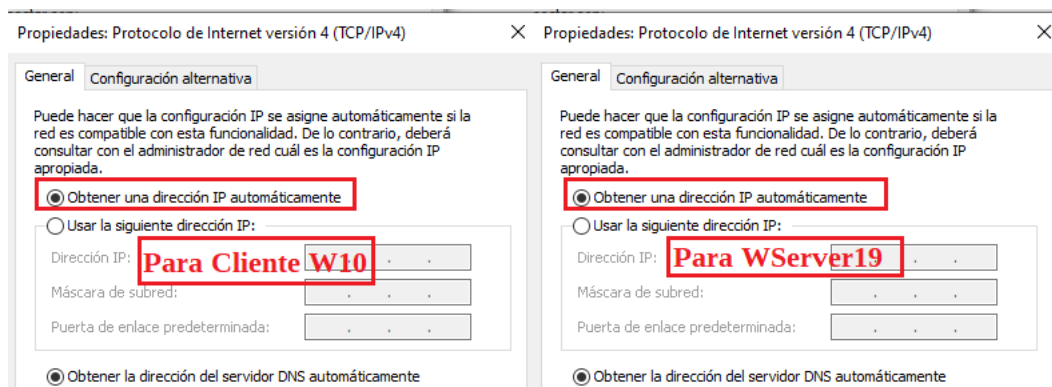 Propiedades: Protocolo de Internet versión 4 (TCP/IPv4)
General Configuración alternativa
Puede hacer que la configuración IP se asigne automáticamente si la
red es compatible con esta funcionalidad. De lo contrario, deberá
consultar con el administrador de red cuál es la configuración IP
apropiada.
Obtener una dirección IP automáticamente
Usar la siguiente dirección IP:
Dirección IP:
Para Cliente W10
Máscara de subred:
Puerta de enlace predeterminada:
Obtener la dirección del servidor DNS automáticamente
Propiedades: Protocolo de Internet versión 4 (TCP/IPv4)
General Configuración alternativa
Puede hacer que la configuración IP se asigne automáticamente si la
red es compatible con esta funcionalidad. De lo contrario, deberá
consultar con el administrador de red cuál es la configuración IP
apropiada.
Obtener una dirección IP automáticamente
Usar la siguiente dirección IP:
Dirección IP:
Para WServer19
Máscara de subred:
Puerta de enlace predeterminada:
Obtener la dirección del servidor DNS automáticamente